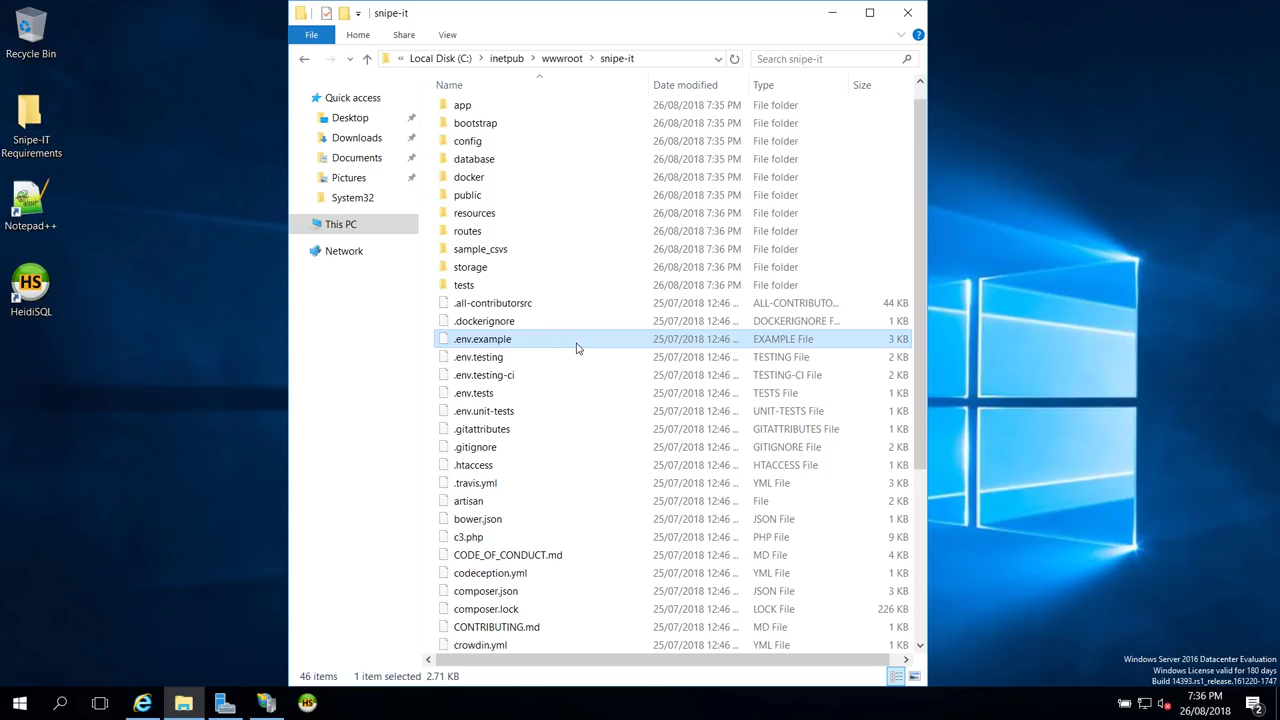 Recycle Bin
Snipe-IT
Requirements
Notepad++
HeidiSQL
snipe-it
File Home Share View
« Local Disk (C:) > inetpub > wwwroot > snipe-it
Search snipe-it
Quick access
Desktop
Downloads
Documents
Pictures
System32
This PC
Network
Name Date modified Type Size
app 26/08/2018 7:35 PM File folder
bootstrap 26/08/2018 7:35 PM File folder
config 26/08/2018 7:35 PM File folder
database 26/08/2018 7:35 PM File folder
docker 26/08/2018 7:35 PM File folder
public 26/08/2018 7:35 PM File folder
resources 26/08/2018 7:36 PM File folder
routes 26/08/2018 7:36 PM File folder
sample_csvs 26/08/2018 7:36 PM File folder
storage 26/08/2018 7:36 PM File folder
tests 26/08/2018 7:36 PM File folder
.all-contributorsrc 25/07/2018 12:46 ... ALL-CONTRIBUTO... 44 KB
.dockerignore 25/07/2018 12:46 ... DOCKERIGNORE F... 1 KB
.env.example 25/07/2018 12:46 ... EXAMPLE File 3 KB
.env.testing 25/07/2018 12:46 ... TESTING File 2 KB
.env.testing-ci 25/07/2018 12:46 ... TESTING-CI File 2 KB
.env.tests 25/07/2018 12:46 ... TESTS File 1 KB
.env.unit-tests 25/07/2018 12:46 ... UNIT-TESTS File 1 KB
.gitattributes 25/07/2018 12:46 ... GITATTRIBUTES File 1 KB
.gitignore 25/07/2018 12:46 ... GITIGNORE File 2 KB
.htaccess 25/07/2018 12:46 ... HTACCESS File 1 KB
.travis.yml 25/07/2018 12:46 ... YML File 3 KB
artisan 25/07/2018 12:46 ... File 2 KB
bower.json 25/07/2018 12:46 ... JSON File 1 KB
c3.php 25/07/2018 12:46 ... PHP File 9 KB
CODE_OF_CONDUCT.md 25/07/2018 12:46 ... MD File 4 KB
codeception.yml 25/07/2018 12:46 ... YML File 1 KB
composer.json 25/07/2018 12:46 ... JSON File 3 KB
composer.lock 25/07/2018 12:46 ... LOCK File 226 KB
CONTRIBUTING.md 25/07/2018 12:46 ... MD File 1 KB
crowdin.yml 25/07/2018 12:46 ... YML File 1 KB
46 items 1 item selected 2.71 KB
Windows Server 2016 Datacenter Evaluation
Windows License valid for 180 days
Build 14393.rs1_release.161220-1747
HS
7:36 PM
26/08/2018
2